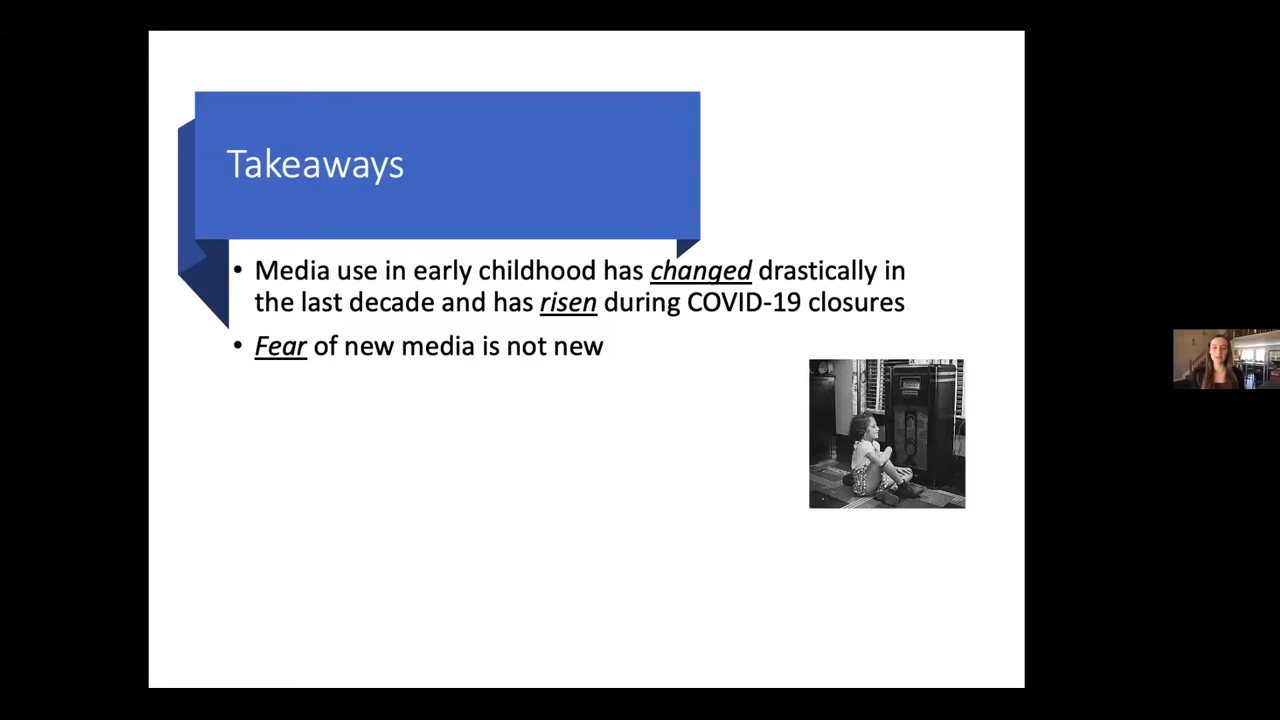 Takeaways
• Media use in early childhood has changed drastically in
the last decade and has risen during COVID-19 closures
• Fear of new media is not new